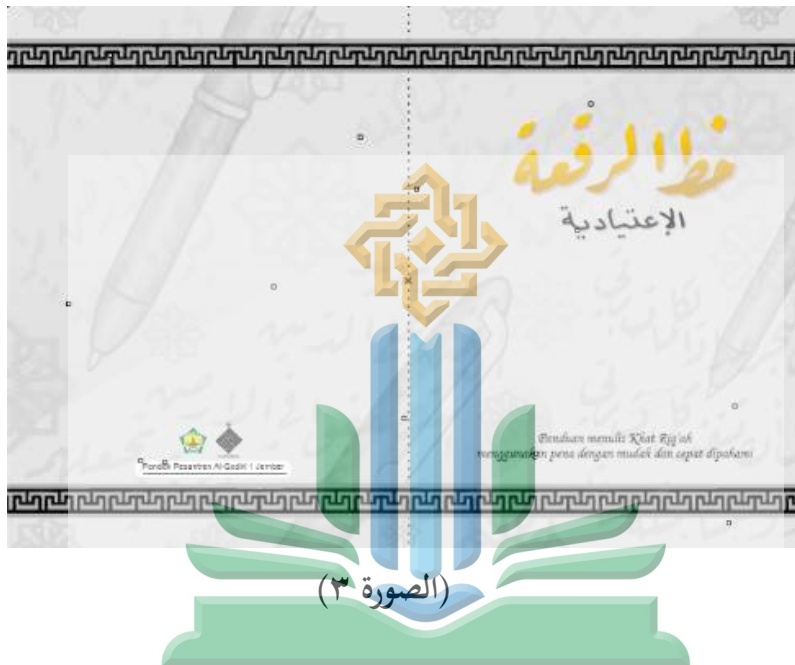 خط الرقعة
الإعتيادية
Panduan menulis Khat Riq'ah
menggunakan pena dengan mudah dan cepat dipahami
Pondok Pesantren Al-Qodiri 1 Jember
(الصورة ٣)